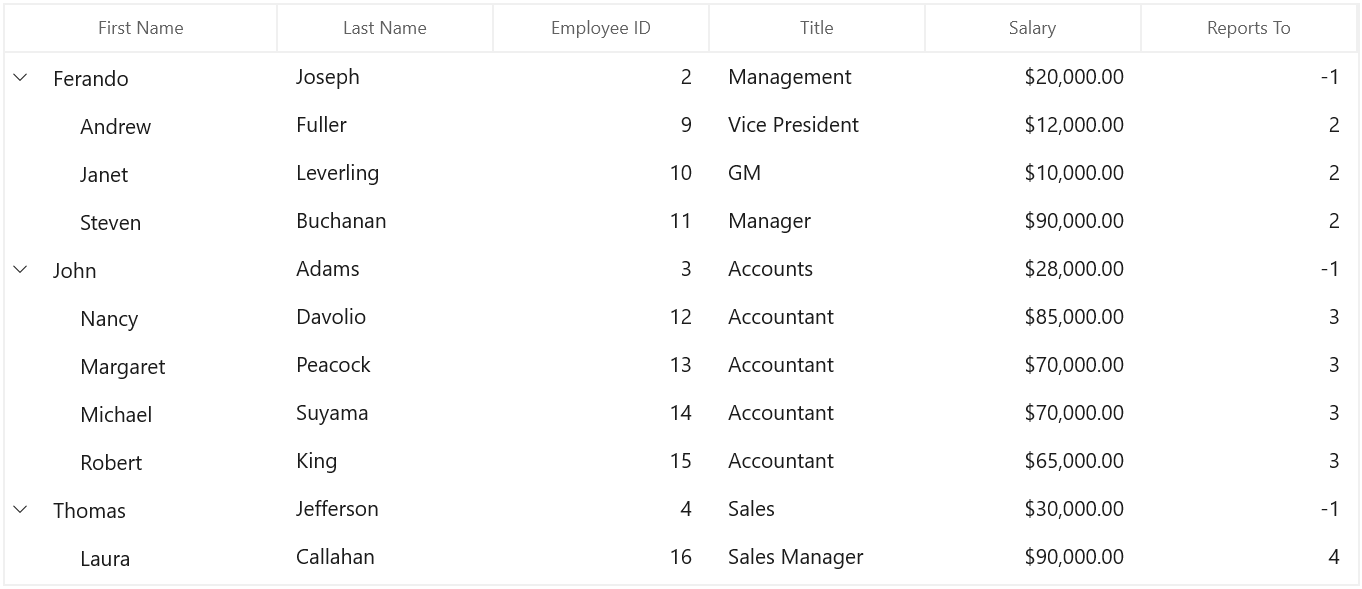 First Name Last Name Employee ID Title Salary Reports To
Ferando Joseph 2 Management $20,000.00 -1
Andrew Fuller 9 Vice President $12,000.00 2
Janet Leverling 10 GM $10,000.00 2
Steven Buchanan 11 Manager $90,000.00 2
John Adams 3 Accounts $28,000.00 -1
Nancy Davolio 12 Accountant $85,000.00 3
Margaret Peacock 13 Accountant $70,000.00 3
Michael Suyama 14 Accountant $70,000.00 3
Robert King 15 Accountant $65,000.00 3
Thomas Jefferson 4 Sales $30,000.00 -1
Laura Callahan 16 Sales Manager $90,000.00 4